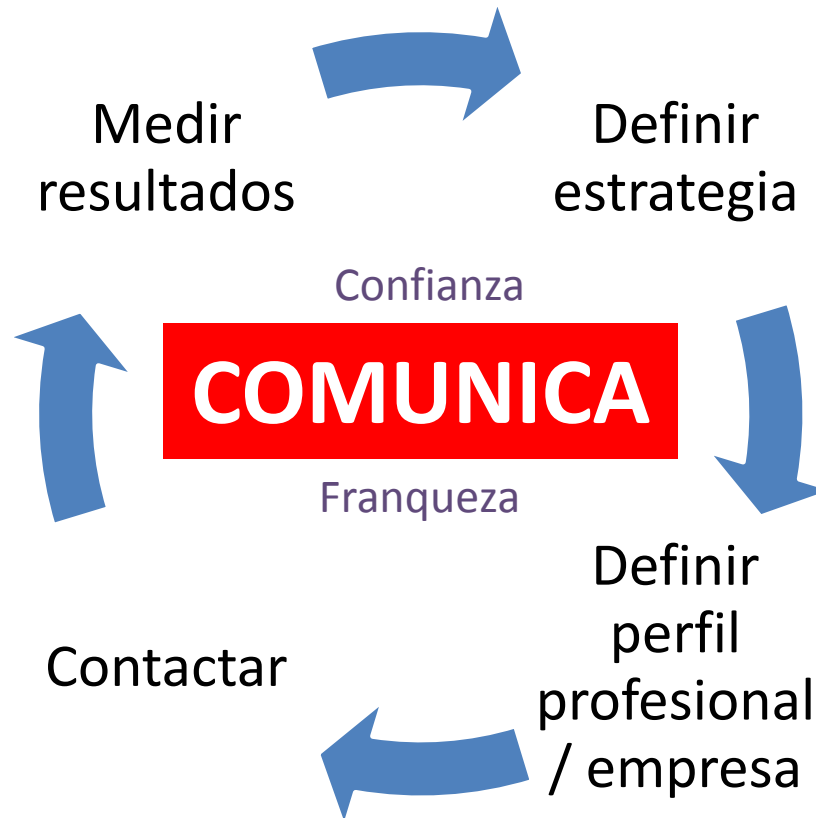 Medir
resultados
Definir
estrategia
Confianza
COMUNICA
Franqueza
Definir
perfil
profesional
/ empresa
Contactar